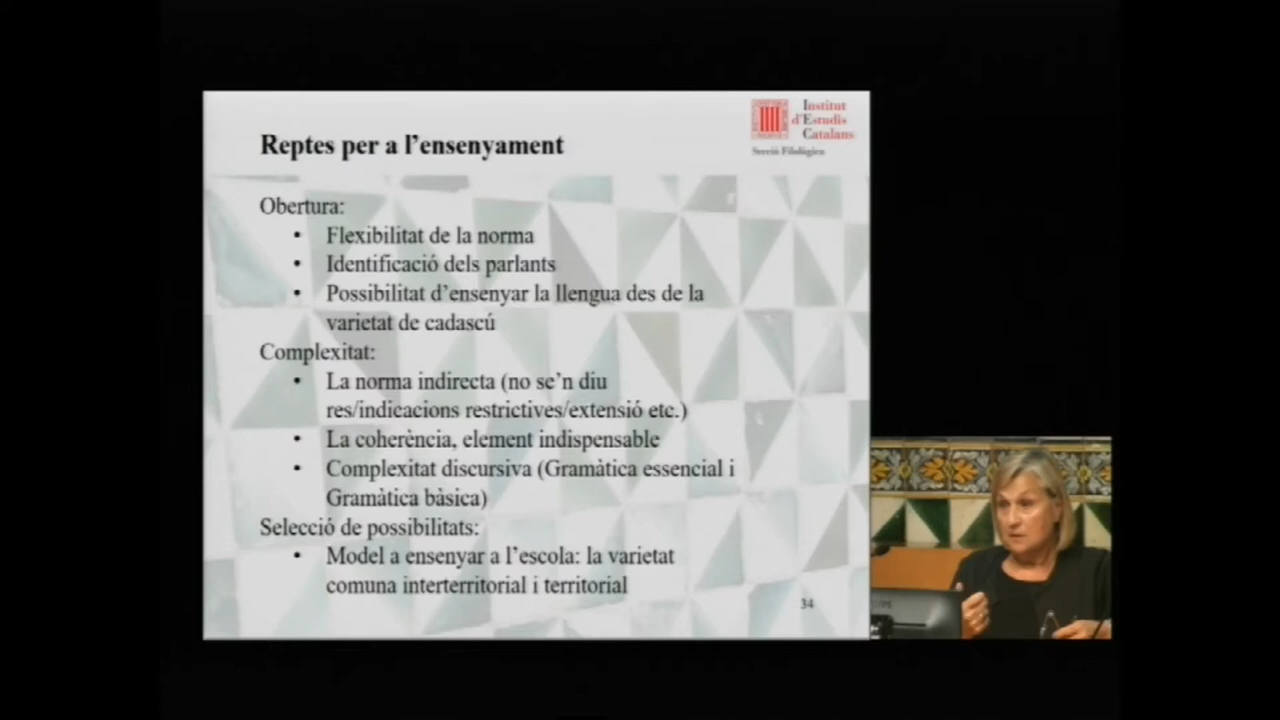 Institut
d'Estudis
Catalans
Secció Filològica
Reptes per a l'ensenyament
Obertura:
• Flexibilitat de la norma
• Identificació dels parlants
• Possibilitat d'ensenyar la llengua des de la
varietat de cadascú
Complexitat:
• La norma indirecta (no se'n diu
res/indicacions restrictives/extensió etc.)
• La coherència, element indispensable
• Complexitat discursiva (Gramàtica essencial i
Gramàtica bàsica)
Selecció de possibilitats:
• Model a ensenyar a l'escola: la varietat
comuna interterritorial i territorial
34